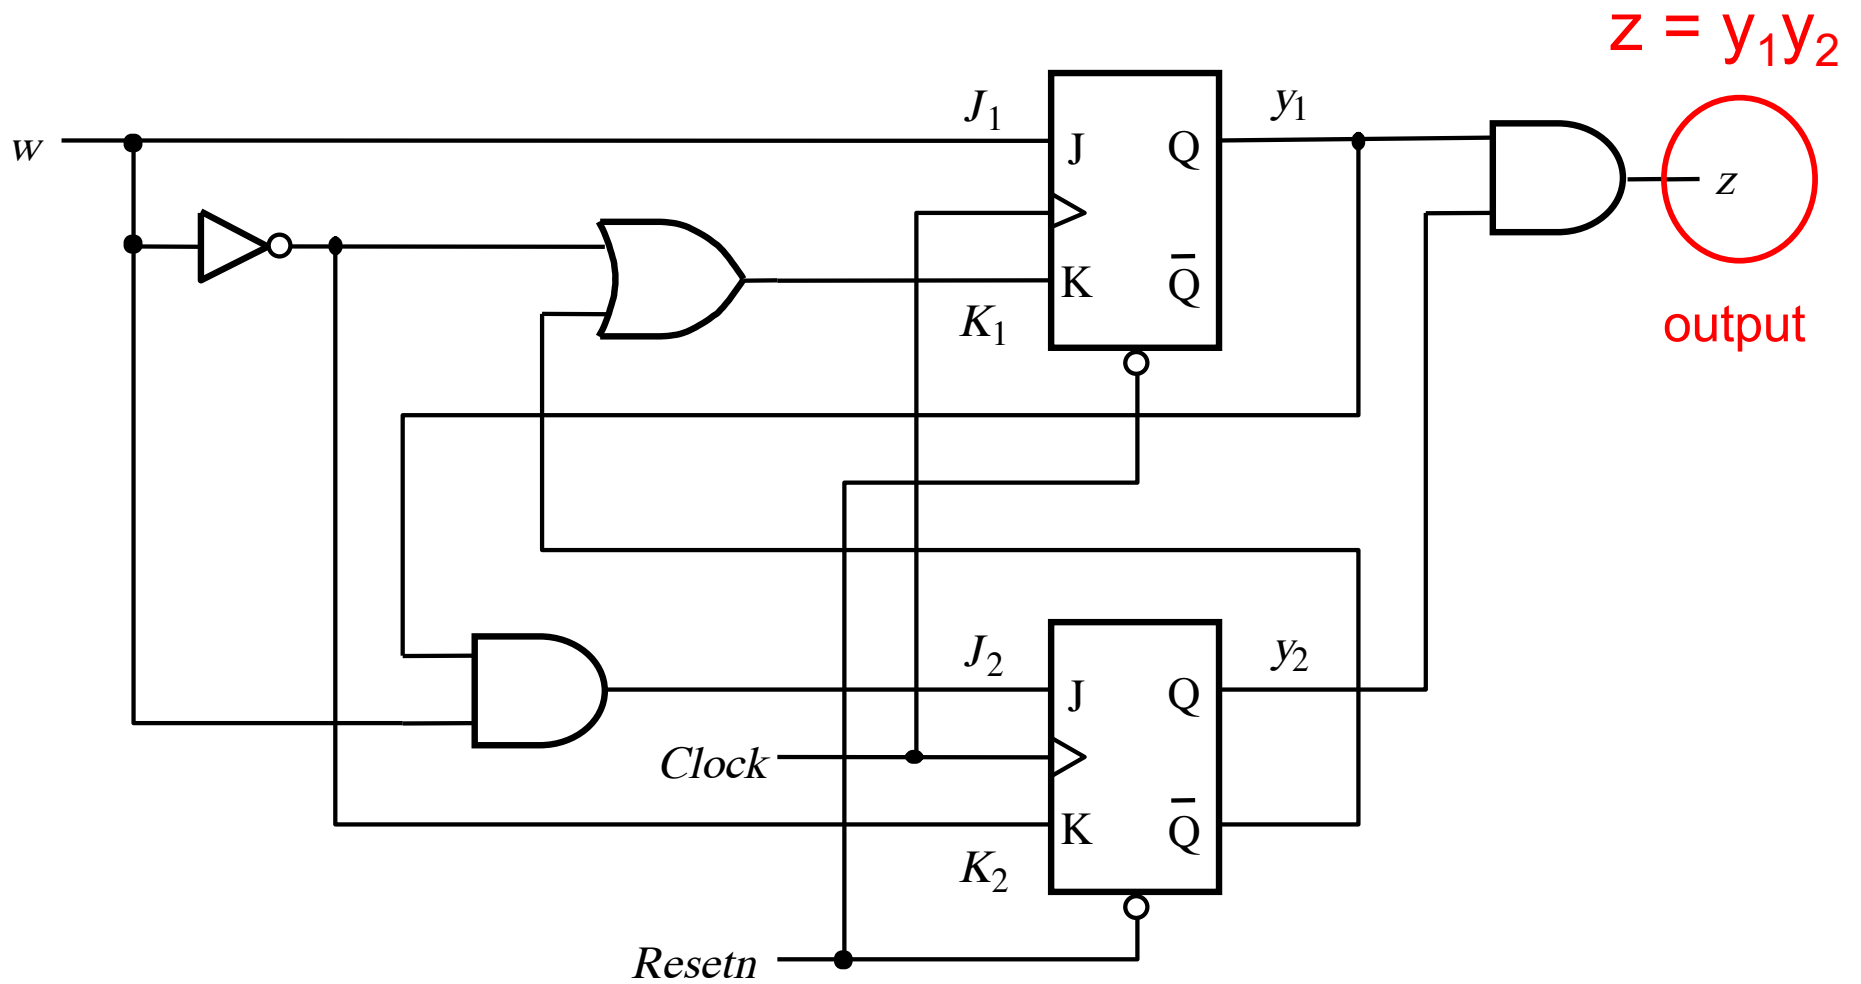 z = y₁y₂
J₁
y₁
w
J
Q
z
K
Q̅
K₁
output
J₂
y₂
J
Q
Clock
K
Q̅
K₂
Resetn